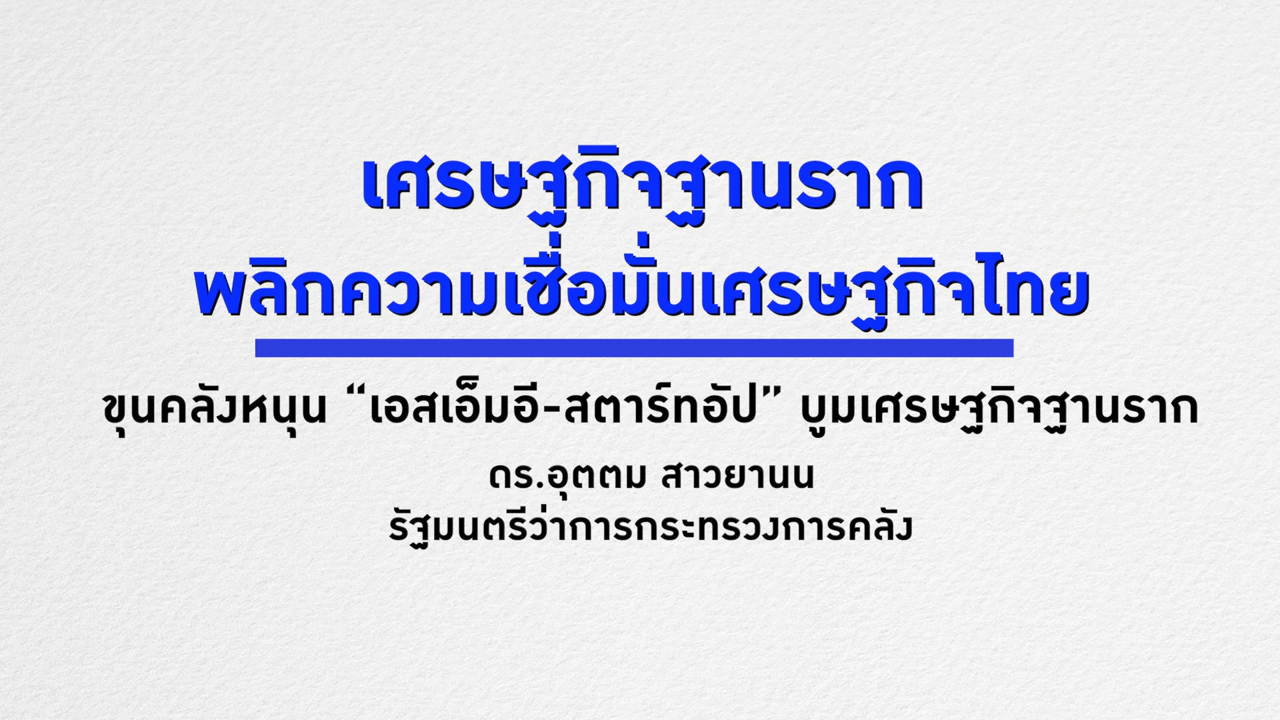 เศรษฐกิจฐานราก
พลิกความเชื่อมั่นเศรษฐกิจไทย
ขุนคลังหนุน “เอสเอ็มอี-สตาร์ทอัป” บูมเศรษฐกิจฐานราก
ดร.อุตตม สาวยานน
รัฐมนตรีว่าการกระทรวงการคลัง